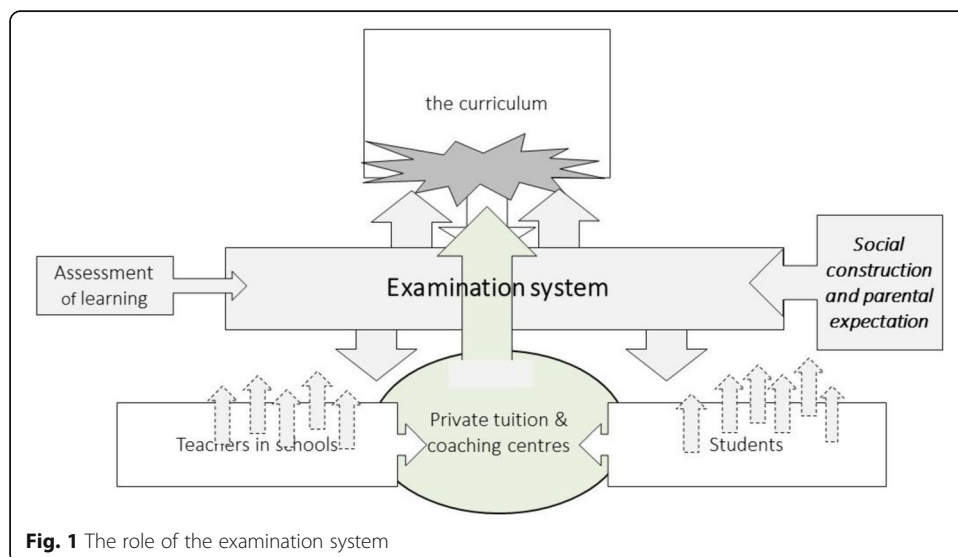 the curriculum
Assessment
of learning
Examination system
Social
construction
and parental
expectation
Teachers in schools
Private tuition &
coaching centres
Students
Fig. 1 The role of the examination system